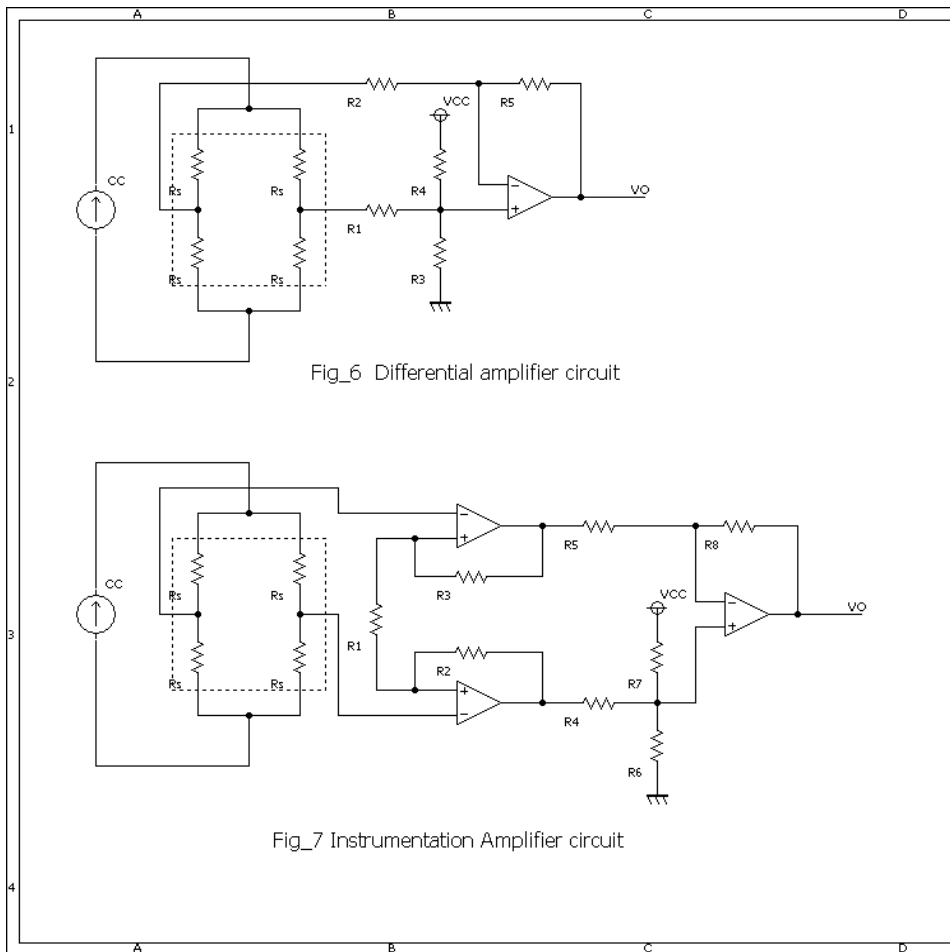 A B C D
1
R2
VCC
R5
CC
Rs
Rs
R4
VO
R1
Rs
Rs
R3
Fig_6 Differential amplifier circuit
2
R5
R8
CC
Rs
Rs
R3
VCC
VO
3
R1
R2
Rs
Rs
R7
R4
R6
Fig_7 Instrumentation Amplifier circuit
4
A B C D
−
+
−
+
+
−
−
+